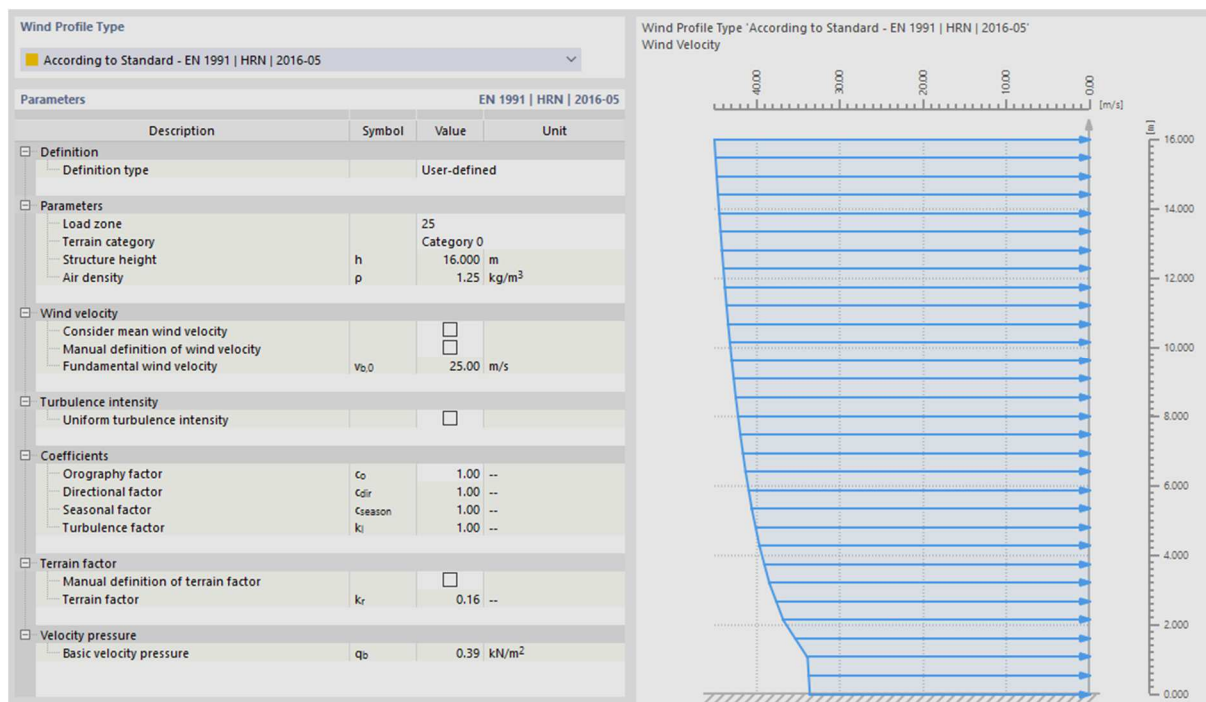 Wind Profile Type
According to Standard - EN 1991 | HRN | 2016-05
Parameters EN 1991 | HRN | 2016-05
Description Symbol Value Unit
Definition
Definition type User-defined
Parameters
Load zone 25
Terrain category Category 0
Structure height h 16.000 m
Air density ρ 1.25 kg/m³
Wind velocity
Consider mean wind velocity
Manual definition of wind velocity
Fundamental wind velocity vb,0 25.00 m/s
Turbulence intensity
Uniform turbulence intensity
Coefficients
Orography factor co 1.00 --
Directional factor cdir 1.00 --
Seasonal factor cseason 1.00 --
Turbulence factor kl 1.00 --
Terrain factor
Manual definition of terrain factor
Terrain factor kr 0.16 --
Velocity pressure
Basic velocity pressure qb 0.39 kN/m²
Wind Profile Type 'According to Standard - EN 1991 | HRN | 2016-05'
Wind Velocity
40.00 30.00 20.00 10.00 0.00
[m/s]
[m]
16.000
14.000
12.000
10.000
8.000
6.000
4.000
2.000
0.000